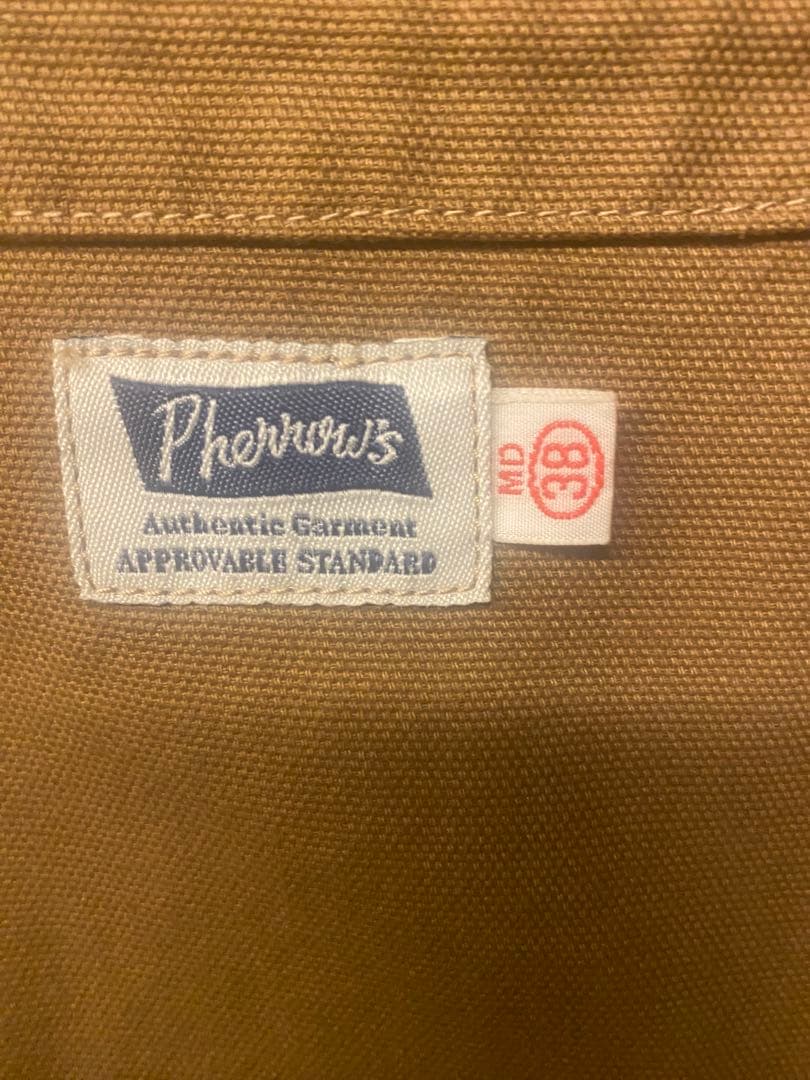 Pherrow's
Authentic Garment
APPROVABLE STANDARD
MD
38